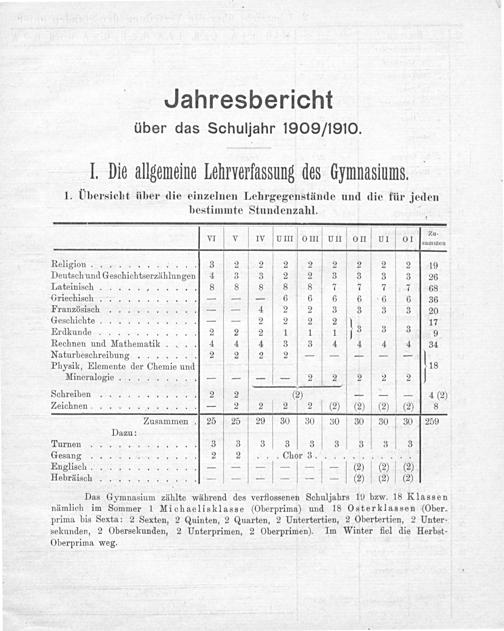 Jahresbericht
über das Schuljahr 1909/1910.
I. Die allgemeine Lehrverfassung des Gymnasiums.
1. Übersicht über die einzelnen Lehrgegenstände und die für jeden
bestimmte Stundenzahl.
VI V IV U III O III U II O II U I O I Zu-
sammen
Religion . . . . . . . . . . . . 3 2 2 2 2 2 2 2 2 19
Deutsch und Geschichtserzählungen 4 3 3 2 2 3 3 3 3 26
Lateinisch . . . . . . . . . . . 8 8 8 8 8 7 7 7 7 68
Griechisch . . . . . . . . . . . — — — 6 6 6 6 6 6 36
Französisch . . . . . . . . . . — — 4 2 2 3 3 3 3 20
Geschichte . . . . . . . . . . . — — 2 2 2 2 } 3 3 3 17
Erdkunde . . . . . . . . . . . 2 2 2 1 1 1 9
Rechnen und Mathematik . . . . . 4 4 4 3 3 4 4 4 4 34
Naturbeschreibung . . . . . . . 2 2 2 2 — — — — — } 18
Physik, Elemente der Chemie und
Mineralogie . . . . . . . . . — — — — 2 2 2 2 2
Schreiben . . . . . . . . . . . 2 2 (2) — — — 4 (2)
Zeichnen . . . . . . . . . . . . — 2 2 2 2 (2) (2) (2) (2) 8
Zusammen . 25 25 29 30 30 30 30 30 30 259
Dazu:
Turnen . . . . . . . . . . . . 3 3 3 3 3 3 3 3 3
Gesang . . . . . . . . . . . . 2 2 . . . Chor 3 . . .
Englisch . . . . . . . . . . . . — — — — — — (2) (2) (2)
Hebräisch . . . . . . . . . . . — — — — — — (2) (2) (2)
Das Gymnasium zählte während des verflossenen Schuljahrs 19 bzw. 18 Klassen
nämlich im Sommer 1 Michaelisklasse (Oberprima) und 18 Osterklassen (Ober-
prima bis Sexta: 2 Sexten, 2 Quinten, 2 Quarten, 2 Untertertien, 2 Obertertien, 2 Unter-
sekunden, 2 Obersekunden, 2 Unterprimen, 2 Oberprimen). Im Winter fiel die Herbst-
Oberprima weg.